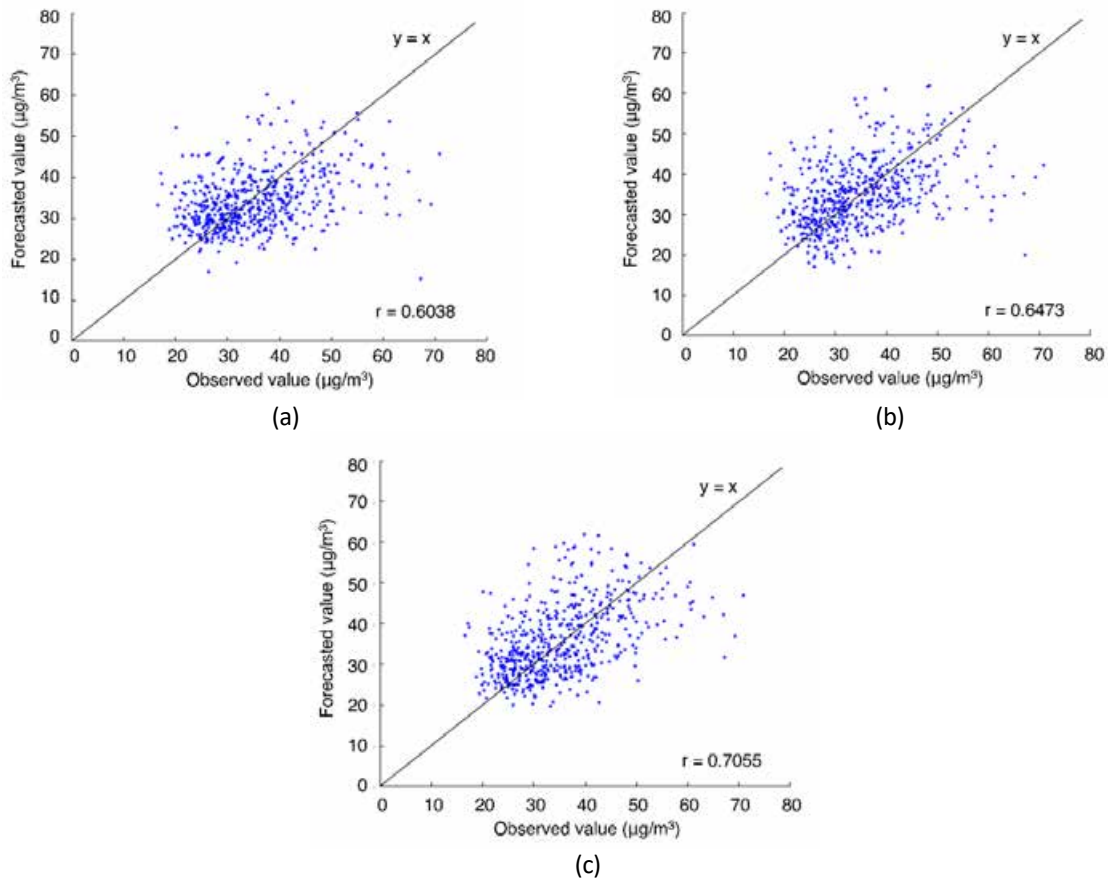 80
70
60
50
40
30
20
10
0
Forecasted value (µg/m³)
y = x
r = 0.6038
0 10 20 30 40 50 60 70 80
Observed value (µg/m³)
(a)
80
70
60
50
40
30
20
10
0
Forecasted value (µg/m³)
y = x
r = 0.6473
0 10 20 30 40 50 60 70 80
Observed value (µg/m³)
(b)
80
70
60
50
40
30
20
10
0
Forecasted value (µg/m³)
y = x
r = 0.7055
0 10 20 30 40 50 60 70 80
Observed value (µg/m³)
(c)